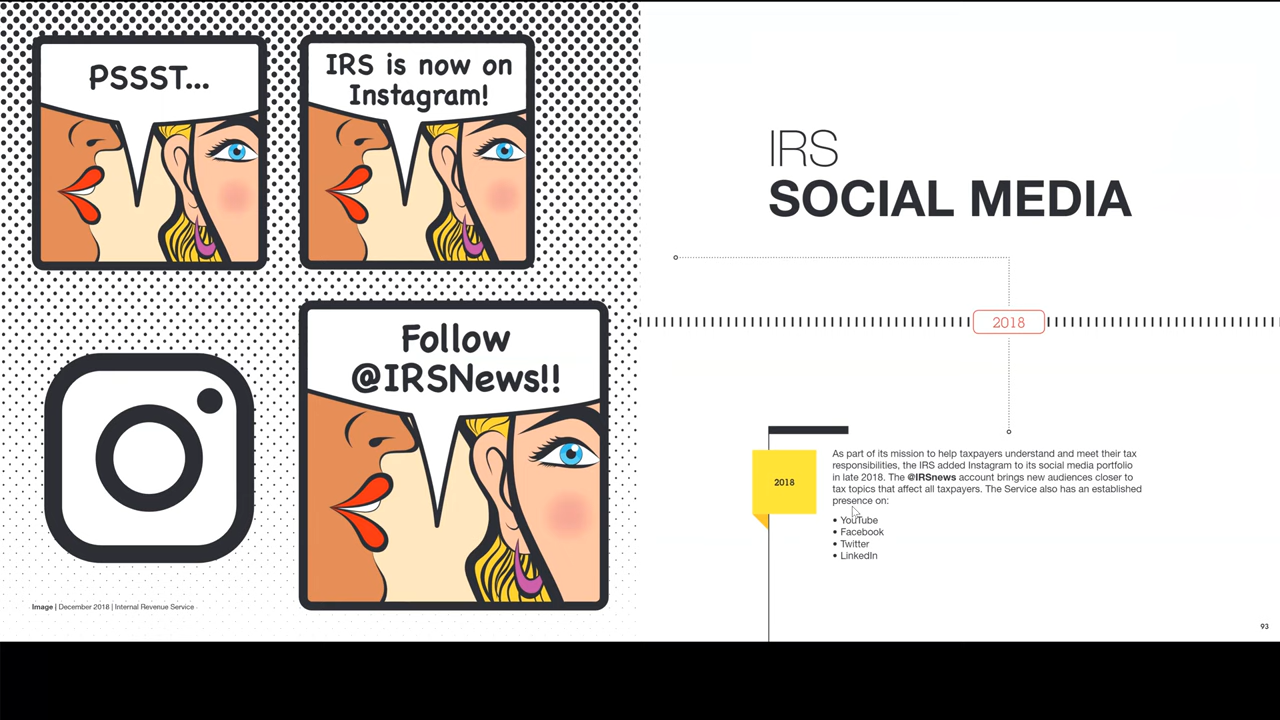 PSSST...
IRS is now on
Instagram!
Follow
@IRSNews!!
Image | December 2018 | Internal Revenue Service
IRS
SOCIAL MEDIA
2018
2018
As part of its mission to help taxpayers understand and meet their tax
responsibilities, the IRS added Instagram to its social media portfolio
in late 2018. The @IRSnews account brings new audiences closer to
tax topics that affect all taxpayers. The Service also has an established
presence on:
• YouTube
• Facebook
• Twitter
• LinkedIn
93